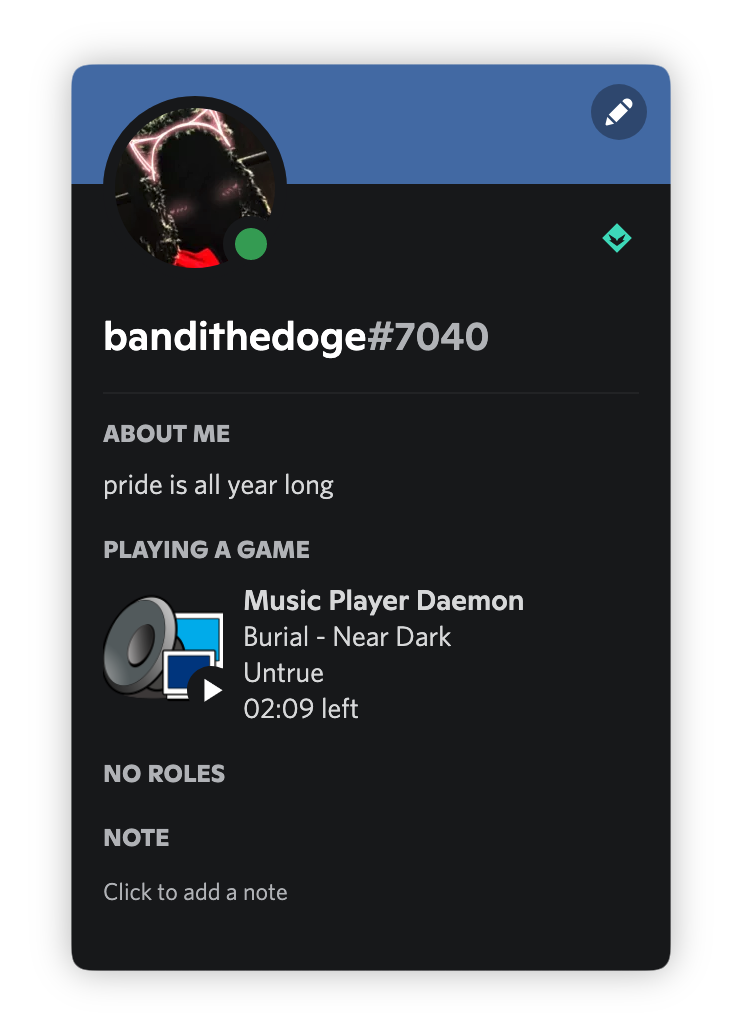 bandithedoge#7040
ABOUT ME
pride is all year long
PLAYING A GAME
Music Player Daemon
Burial - Near Dark
Untrue
02:09 left
NO ROLES
NOTE
Click to add a note